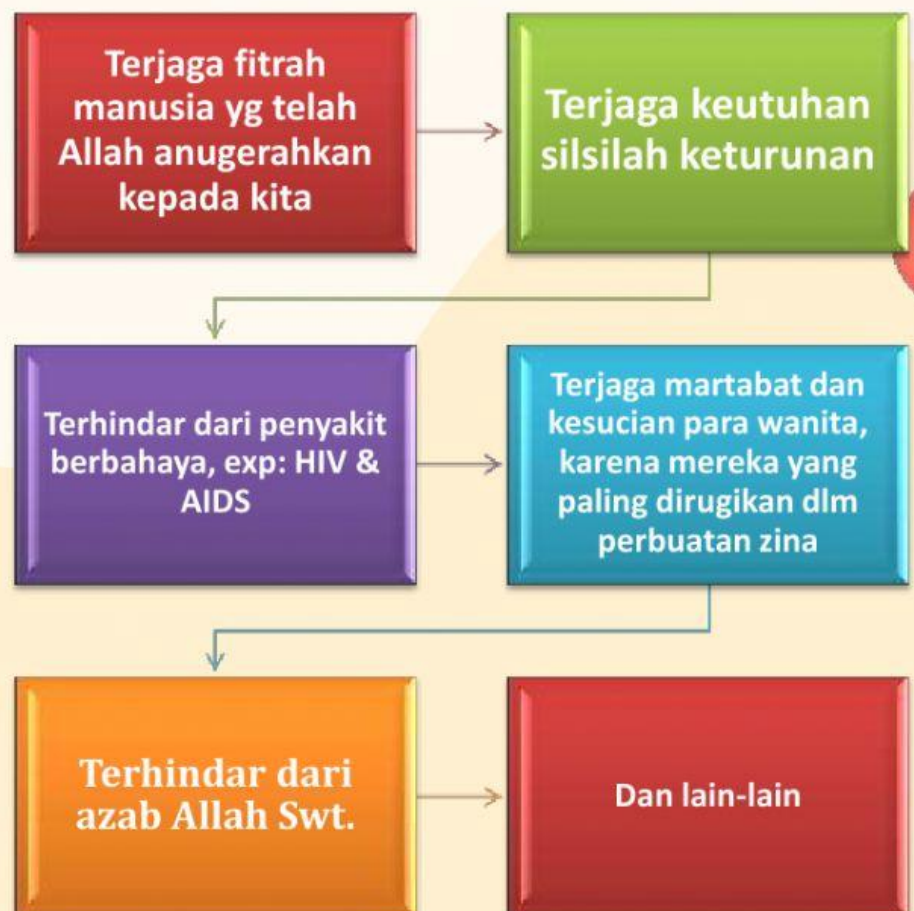 Terjaga fitrah
manusia yg telah
Allah anugerahkan
kepada kita
Terjaga keutuhan
silsilah keturunan
Terhindar dari penyakit
berbahaya, exp: HIV &
AIDS
Terjaga martabat dan
kesucian para wanita,
karena mereka yang
paling dirugikan dlm
perbuatan zina
Terhindar dari
azab Allah Swt.
Dan lain-lain